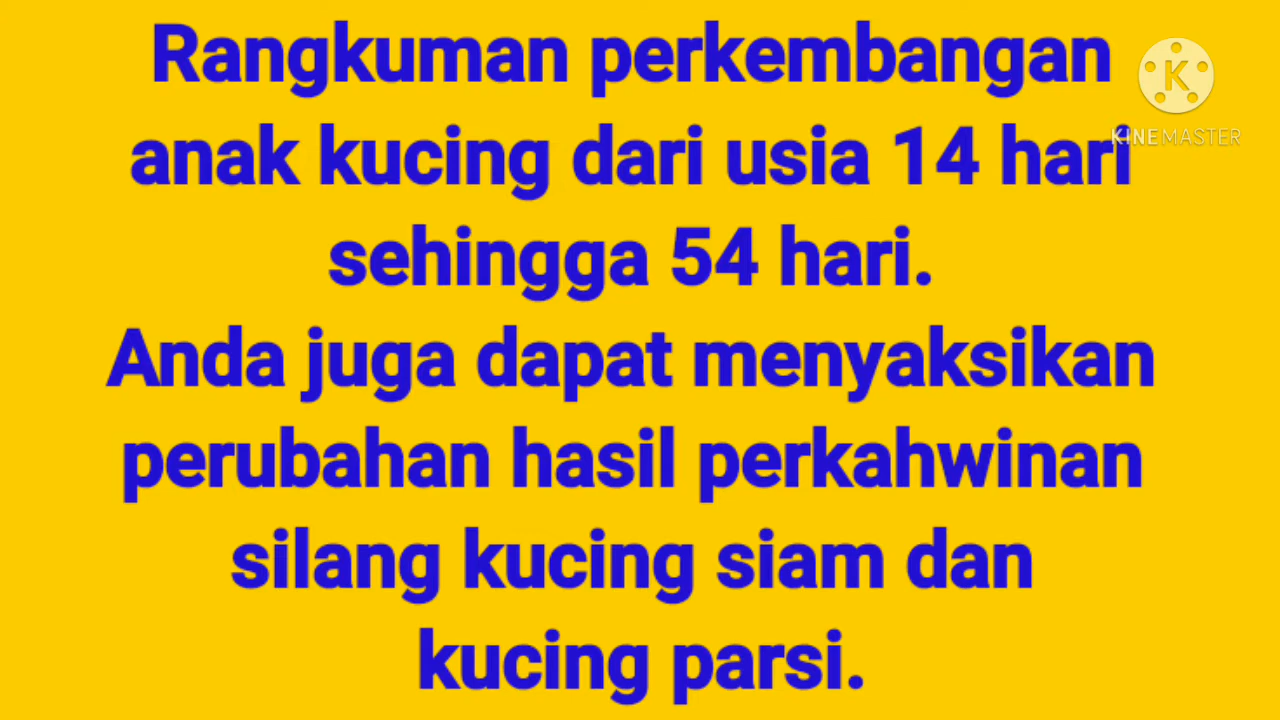 Rangkuman perkembangan
anak kucing dari usia 14 hari
sehingga 54 hari.
Anda juga dapat menyaksikan
perubahan hasil perkahwinan
silang kucing siam dan
kucing parsi.
K
KINEMASTER